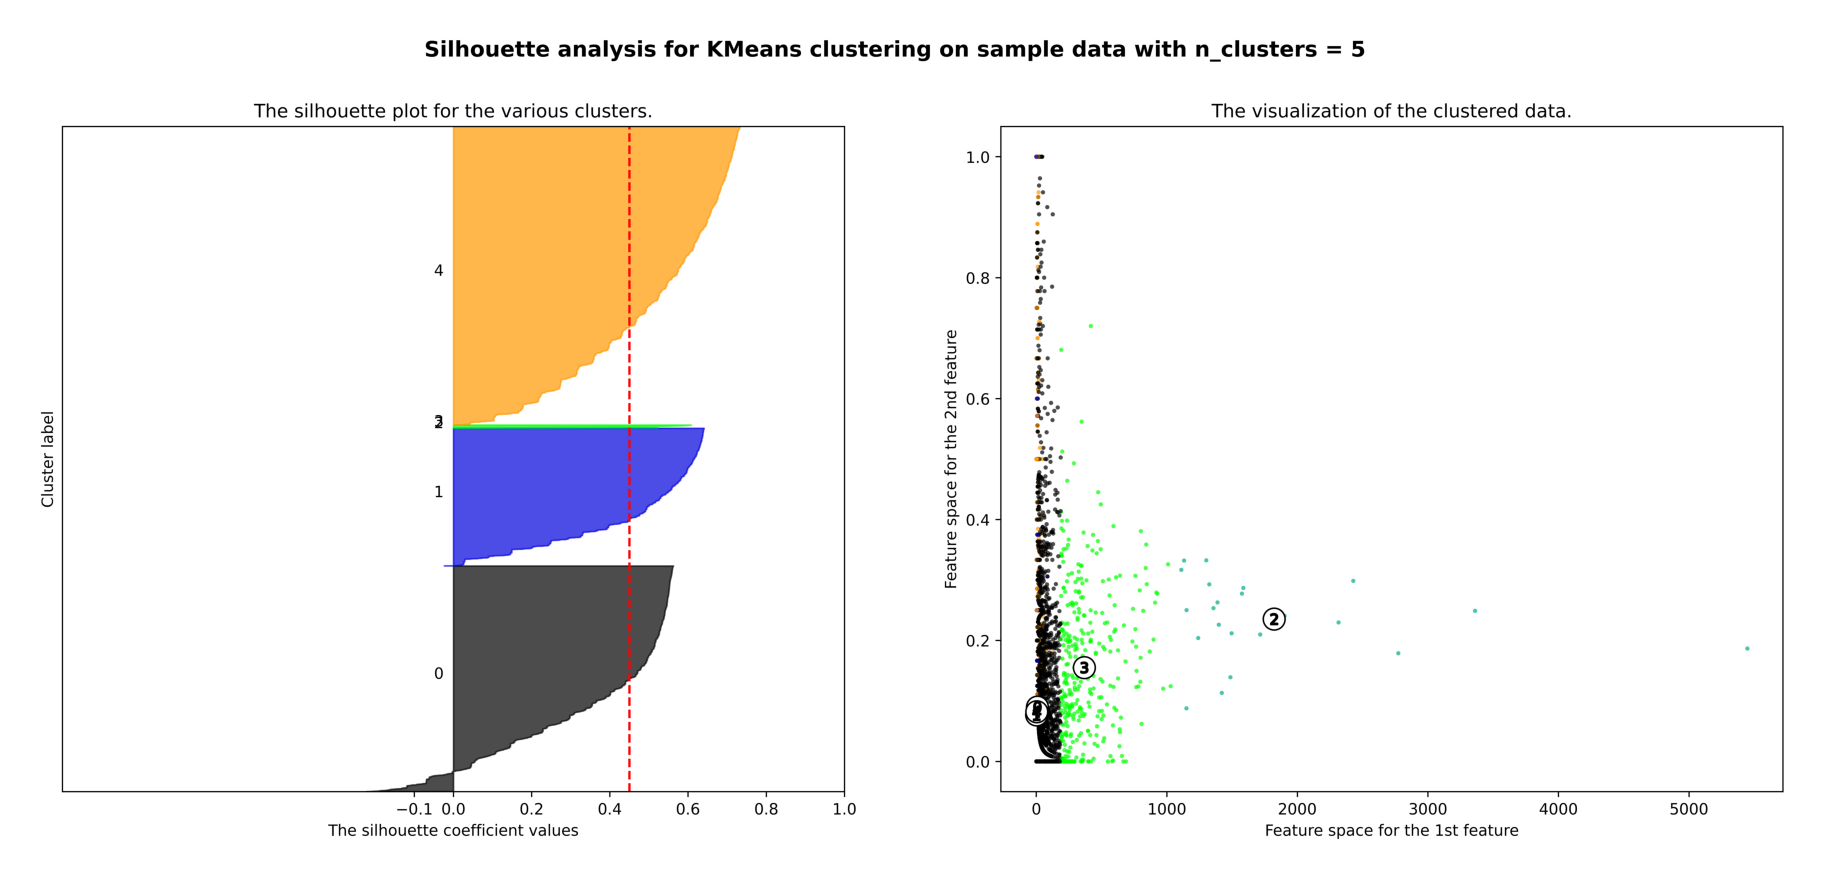 Silhouette analysis for KMeans clustering on sample data with n_clusters = 5
The silhouette plot for the various clusters.
Cluster label
4
3
2
1
0
−0.1 0.0 0.2 0.4 0.6 0.8 1.0
The silhouette coefficient values
The visualization of the clustered data.
Feature space for the 2nd feature
1.0
0.8
0.6
0.4
0.2
0.0
2
3
0 1000 2000 3000 4000 5000
Feature space for the 1st feature